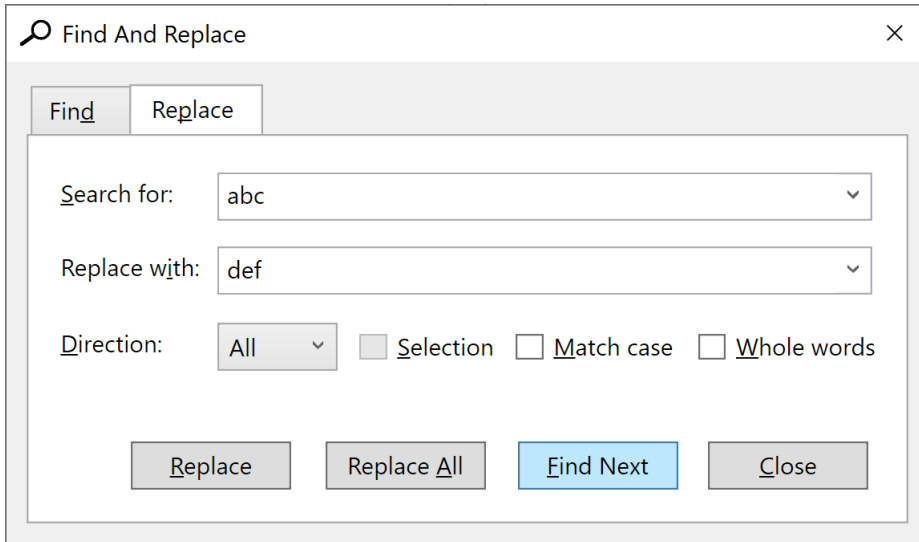 Find And Replace
Find Replace
Search for: abc
Replace with: def
Direction: All Selection Match case Whole words
Replace Replace All Find Next Close